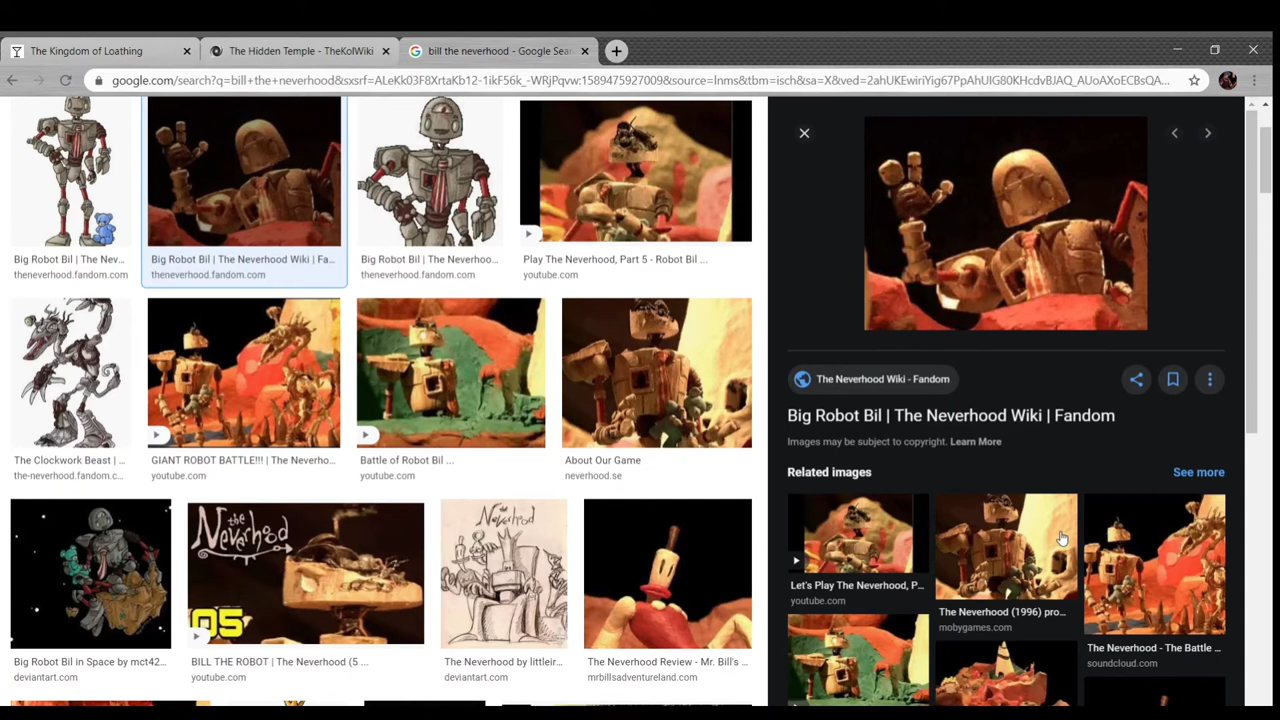 The Kingdom of Loathing
The Hidden Temple - TheKolWiki
bill the neverhood - Google Sear
google.com/search?q=bill+the+neverhood&sxsrf=ALeKk03F8XrtaKb12-1ikF56k_-WRjPqvw:1589475927009&source=lnms&tbm=isch&sa=X&ved=2ahUKEwiriYig67PpAhUIG80KHcdvBJAQ_AUoAXoECBsQA...
Big Robot Bil | The Nev...
theneverhood.fandom.com
Big Robot Bil | The Neverhood Wiki | Fa...
theneverhood.fandom.com
Big Robot Bil | The Neverhoo...
theneverhood.fandom.com
Play The Neverhood, Part 5 - Robot Bil ...
youtube.com
The Clockwork Beast | ...
the-neverhood.fandom.c...
GIANT ROBOT BATTLE!!! | The Neverho...
youtube.com
Battle of Robot Bil ...
youtube.com
About Our Game
neverhood.se
the
Neverhood
05
The Neverhood
Big Robot Bil in Space by mct42...
deviantart.com
BILL THE ROBOT | The Neverhood (5 ...
youtube.com
The Neverhood by littleir...
deviantart.com
The Neverhood Review - Mr. Bill's ...
mrbillsadventureland.com
The Neverhood Wiki - Fandom
Big Robot Bil | The Neverhood Wiki | Fandom
Images may be subject to copyright. Learn More
Related images
See more
Let's Play The Neverhood, P...
youtube.com
The Neverhood (1996) pro...
mobygames.com
The Neverhood - The Battle ...
soundcloud.com